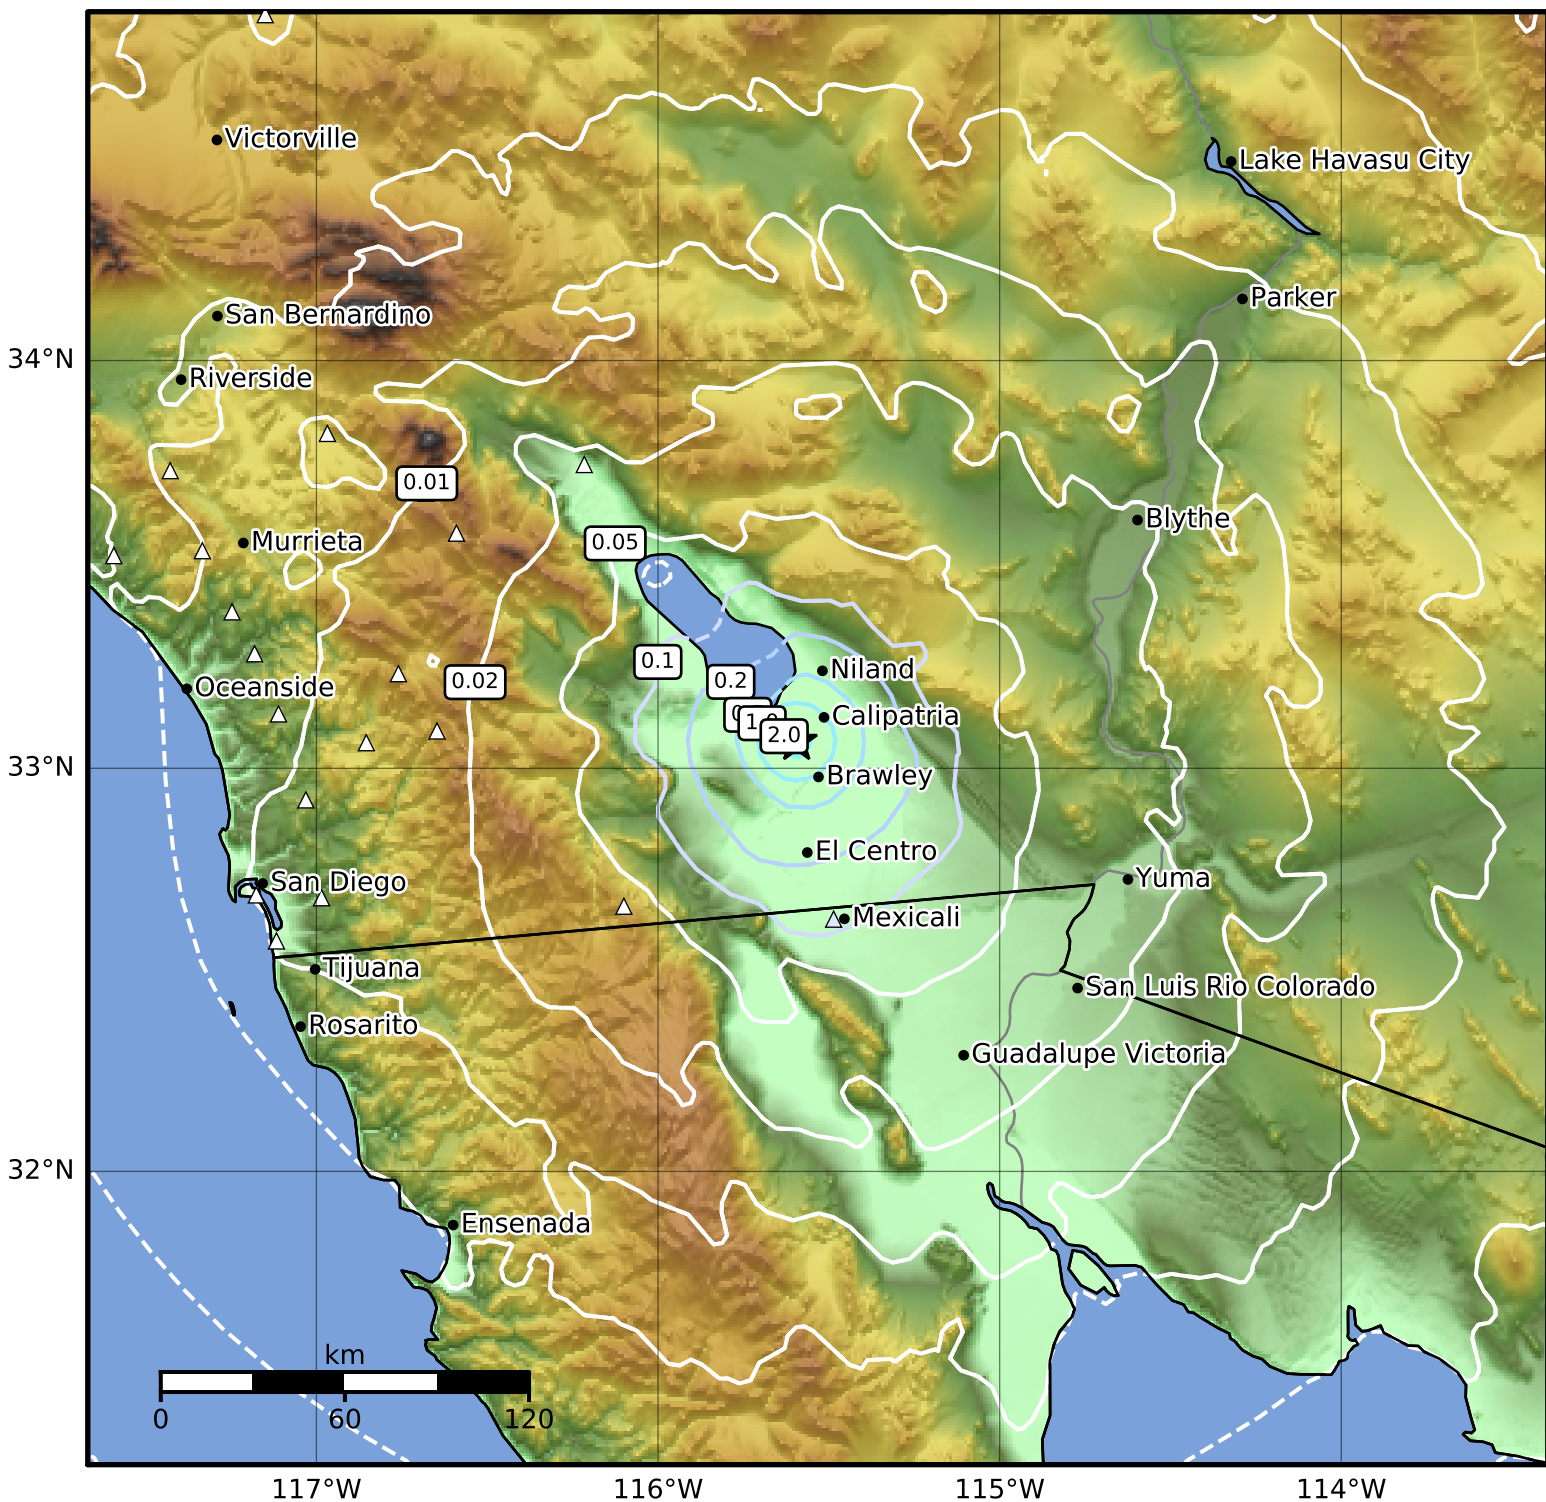 Victorville
Lake Havasu City
Parker
San Bernardino
34°N
Riverside
0.01
Blythe
Murrieta
0.05
0.1
Niland
0.2
0.02
Oceanside
Calipatria
2.0
33°N
Brawley
El Centro
San Diego
Yuma
Mexicali
Tijuana
San Luis Rio Colorado
Rosarito
Guadalupe Victoria
32°N
Ensenada
km
0 60 120
117°W 116°W 115°W 114°W